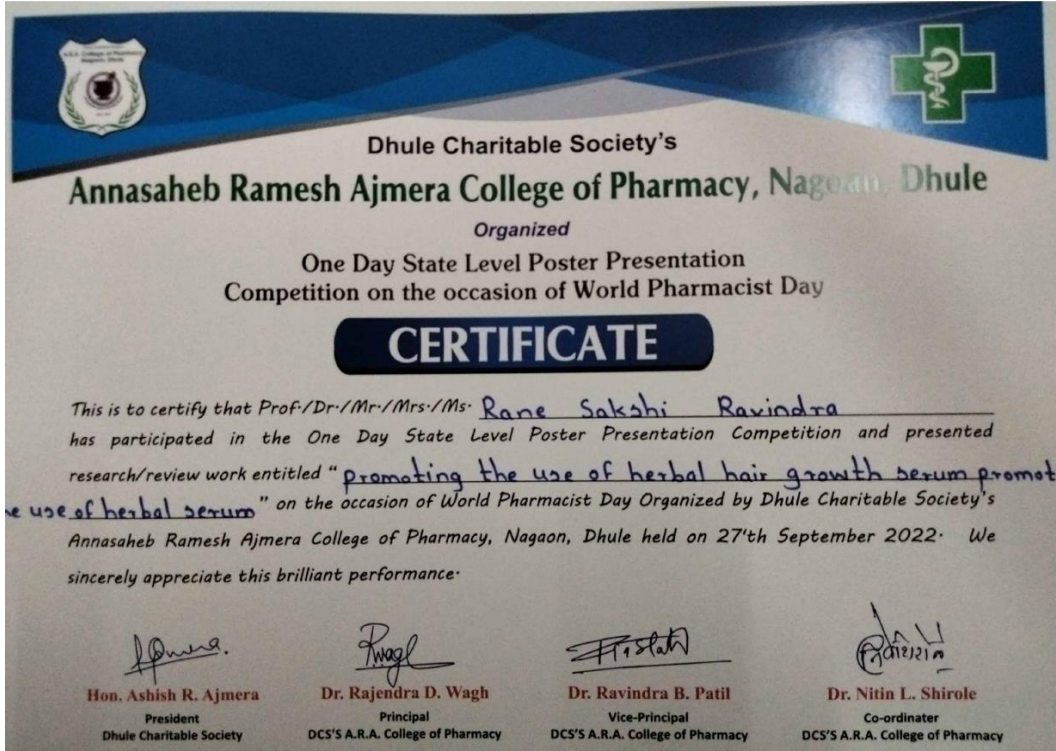 A.R.A. College of Pharmacy
Nagaon, Dhule
Dhule Charitable Society's
Annasaheb Ramesh Ajmera College of Pharmacy, Nagoan, Dhule
Organized
One Day State Level Poster Presentation
Competition on the occasion of World Pharmacist Day
CERTIFICATE
This is to certify that Prof./Dr./Mr./Mrs./Ms. Rane Sakshi Ravindra
has participated in the One Day State Level Poster Presentation Competition and presented
research/review work entitled "promoting the use of herbal hair growth serum promot
e use of herbal serum" on the occasion of World Pharmacist Day Organized by Dhule Charitable Society's
Annasaheb Ramesh Ajmera College of Pharmacy, Nagaon, Dhule held on 27'th September 2022. We
sincerely appreciate this brilliant performance.
Hon. Ashish R. Ajmera Dr. Rajendra D. Wagh Dr. Ravindra B. Patil Dr. Nitin L. Shirole
President Principal Vice-Principal Co-ordinater
Dhule Charitable Society DCS'S A.R.A. College of Pharmacy DCS'S A.R.A. College of Pharmacy DCS'S A.R.A. College of Pharmacy